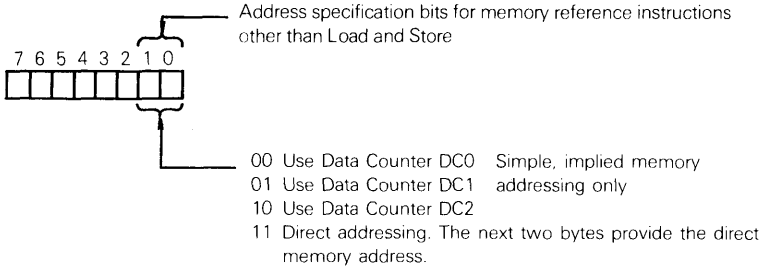 Address specification bits for memory reference instructions
other than Load and Store
7 6 5 4 3 2 1 0
00 Use Data Counter DC0 Simple, implied memory
01 Use Data Counter DC1 addressing only
10 Use Data Counter DC2
11 Direct addressing. The next two bytes provide the direct
memory address.